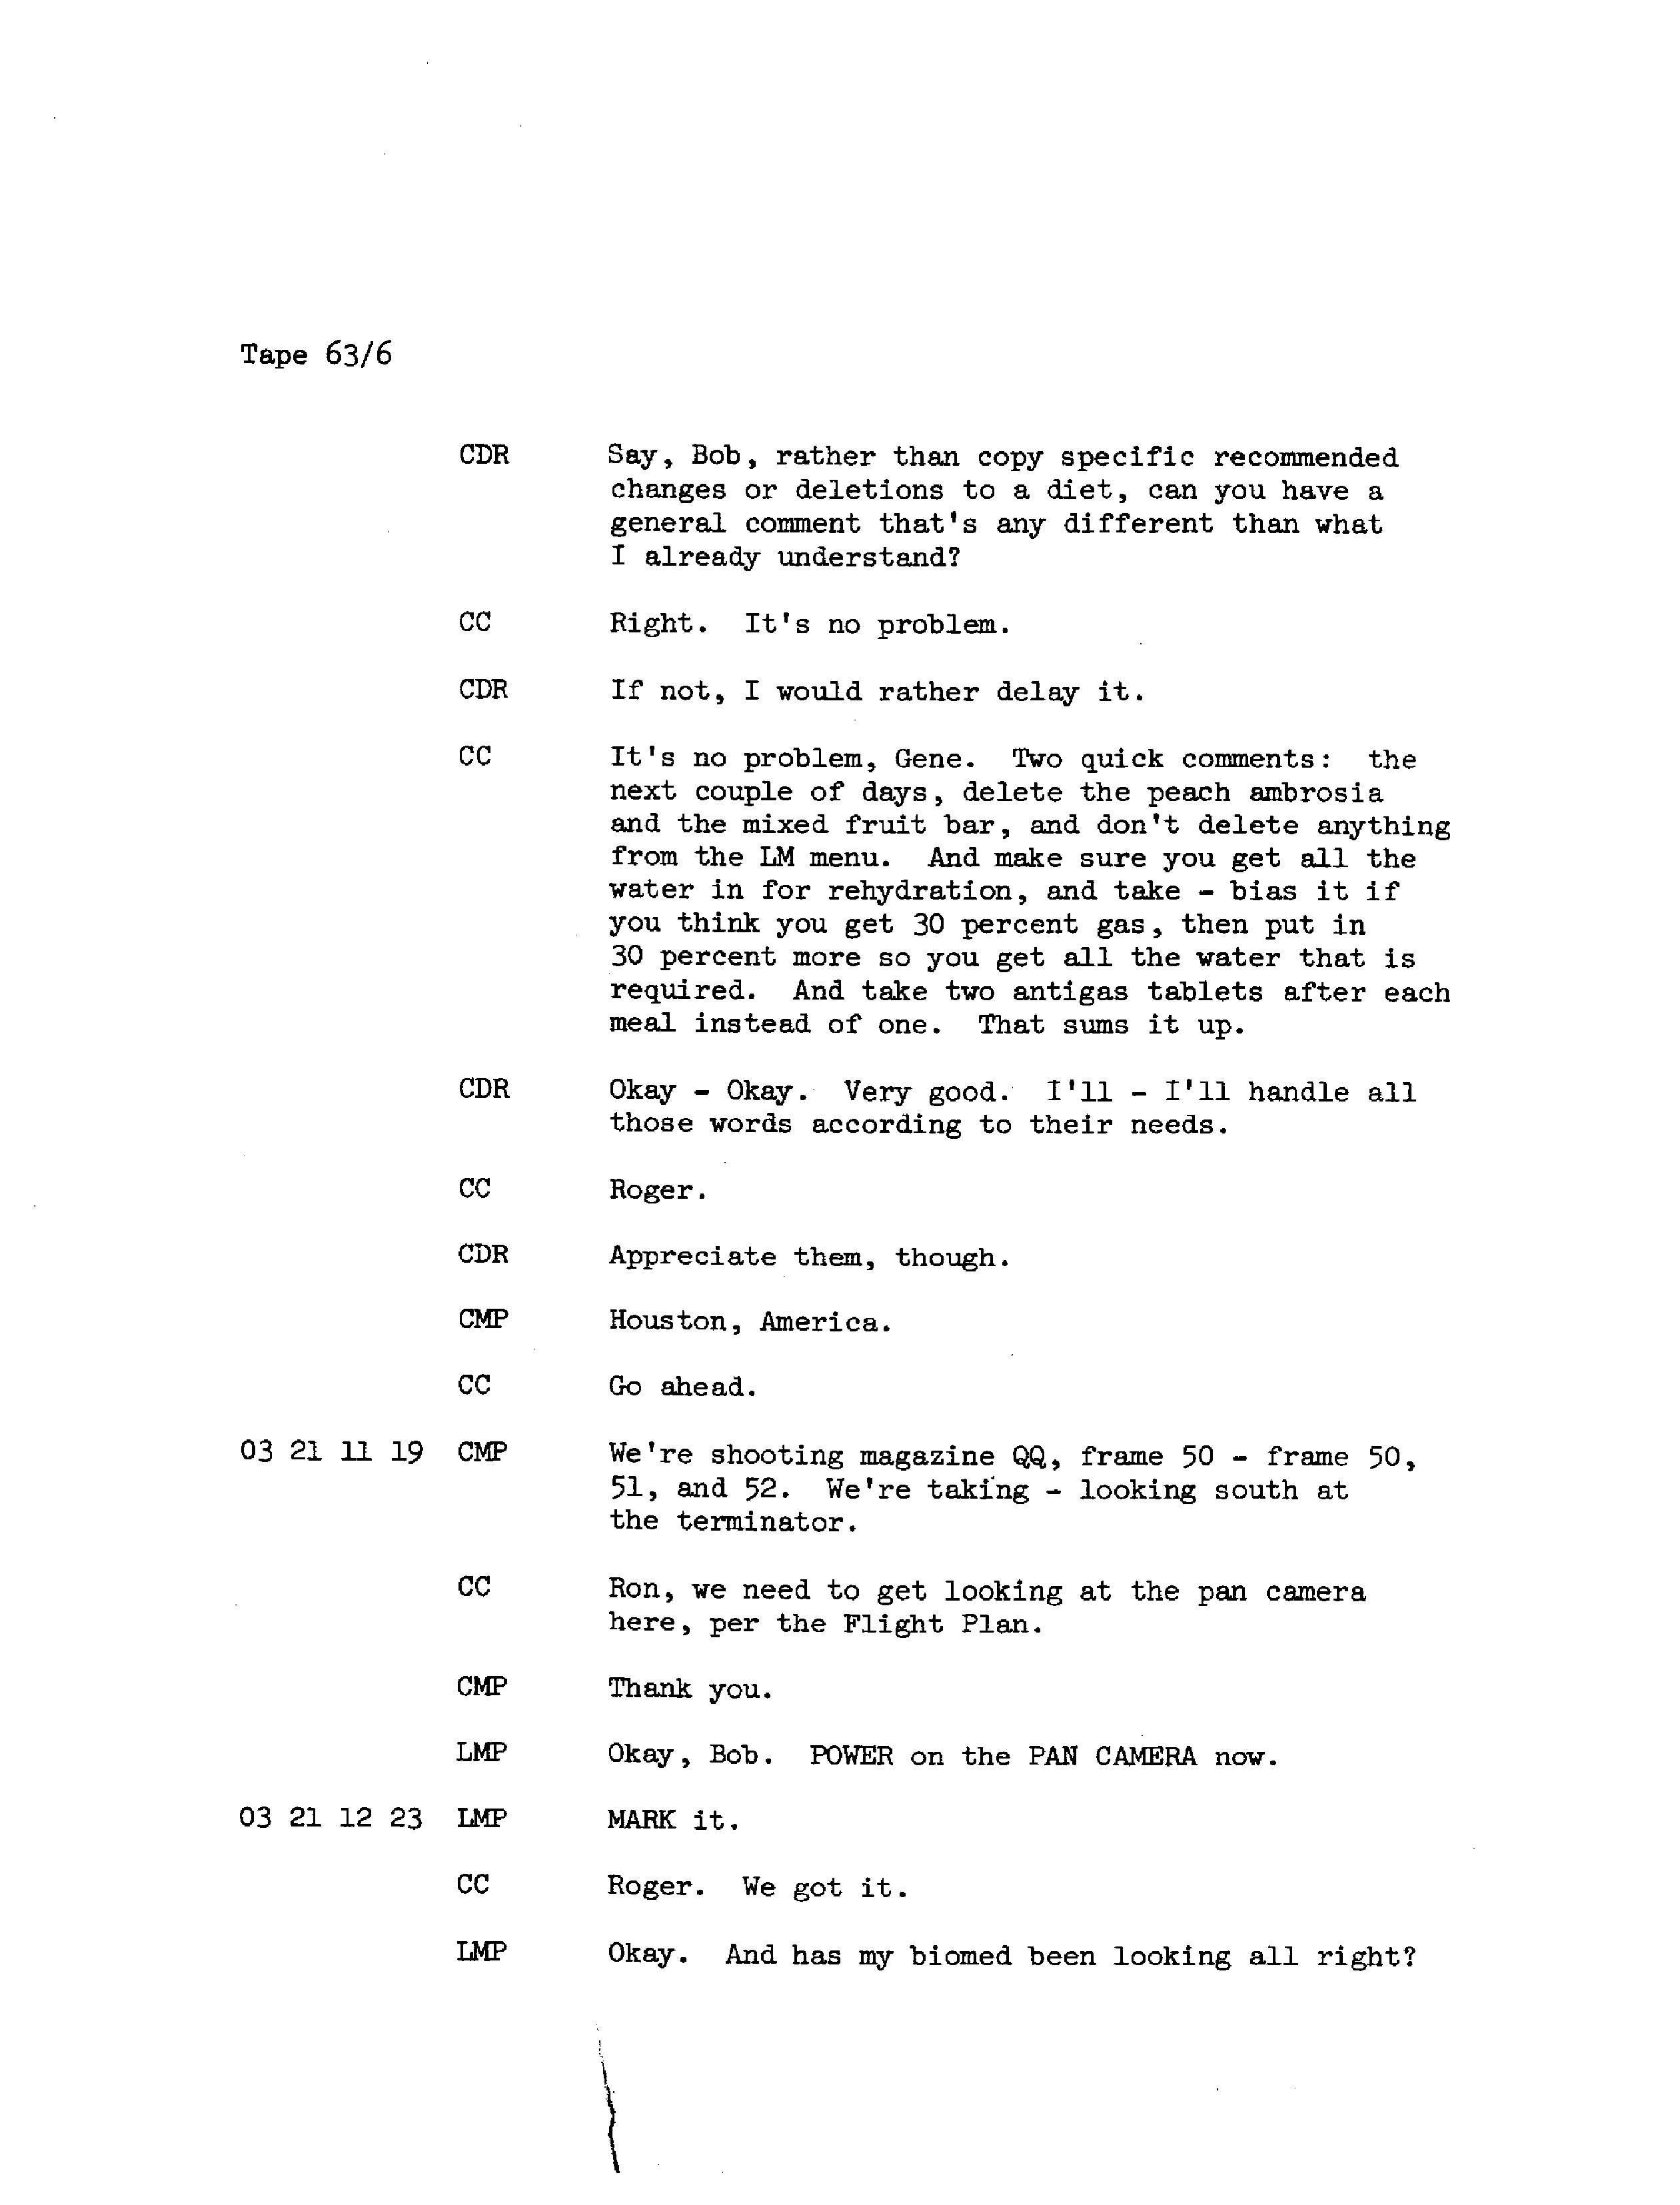 Tape 63/6
CDR Say, Bob, rather than copy specific recommended
changes or deletions to a diet, can you have a
general comment that's any different than what
I already understand?
CC Right. It's no problem.
CDR If not, I would rather delay it.
CC It's no problem, Gene. Two quick comments: the
next couple of days, delete the peach ambrosia
and the mixed fruit bar, and don't delete anything
from the LM menu. And make sure you get all the
water in for rehydration, and take - bias it if
you think you get 30 percent gas, then put in
30 percent more so you get all the water that is
required. And take two antigas tablets after each
meal instead of one. That sums it up.
CDR Okay - Okay. Very good. I'll - I'll handle all
those words according to their needs.
CC Roger.
CDR Appreciate them, though.
CMP Houston, America.
CC Go ahead.
03 21 11 19 CMP We're shooting magazine QQ, frame 50 - frame 50,
51, and 52. We're taking - looking south at
the terminator.
CC Ron, we need to get looking at the pan camera
here, per the Flight Plan.
CMP Thank you.
LMP Okay, Bob. POWER on the PAN CAMERA now.
03 21 12 23 LMP MARK it.
CC Roger. We got it.
LMP Okay. And has my biomed been looking all right?